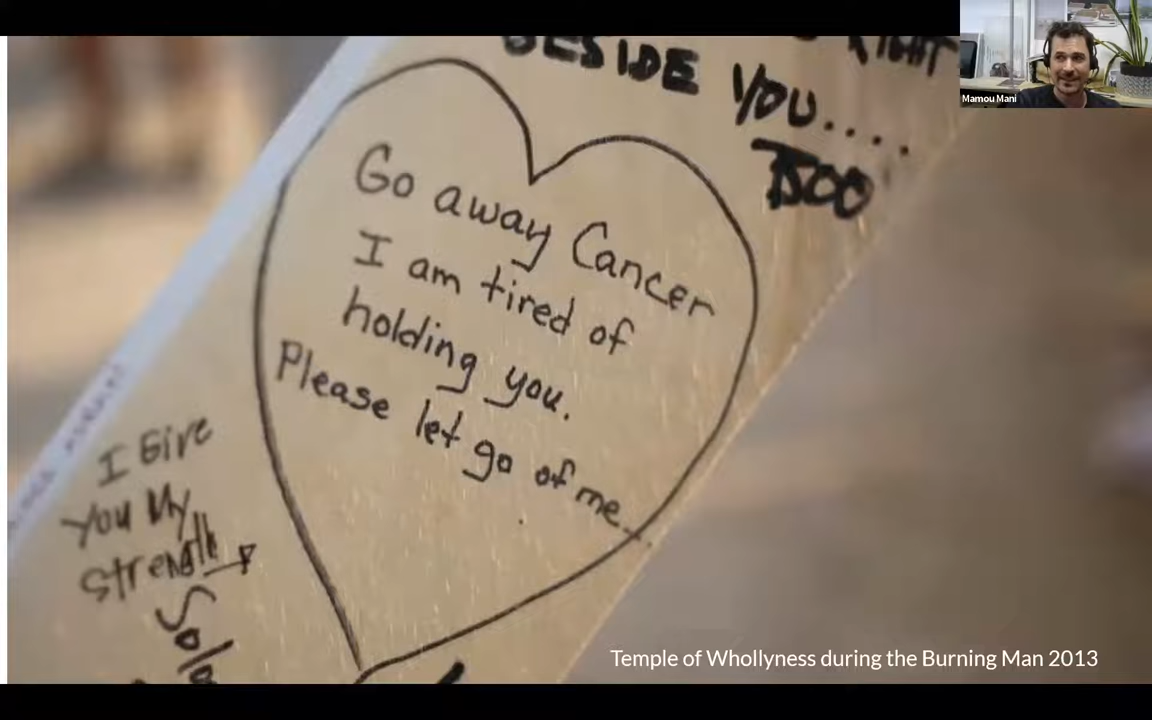 RIGHT
BESIDE YOU....
Go away Cancer
I am tired of
holding you.
Please let go of me...
I Give
You My
Strength
Mamou Mani
Temple of Whollyness during the Burning Man 2013